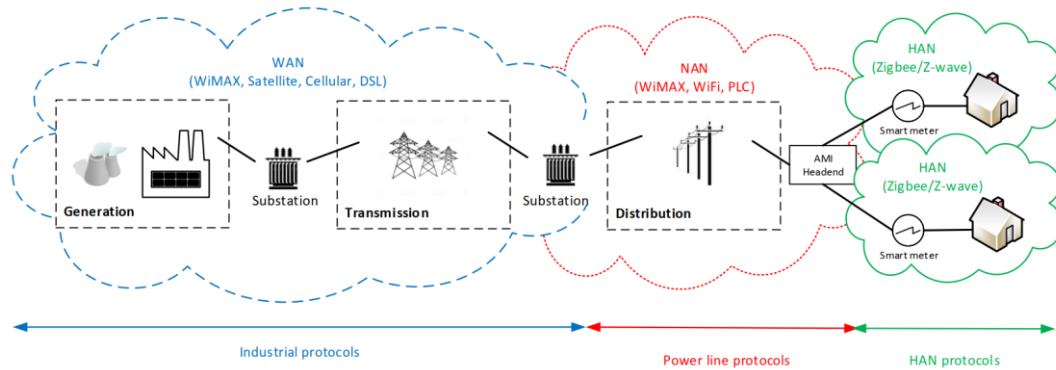 WAN
(WiMAX, Satellite, Cellular, DSL)
Generation
Substation
Transmission
Substation
NAN
(WiMAX, WiFi, PLC)
Distribution
AMI
Headend
HAN
(Zigbee/Z-wave)
Smart meter
HAN
(Zigbee/Z-wave)
Smart meter
Industrial protocols
Power line protocols
HAN protocols